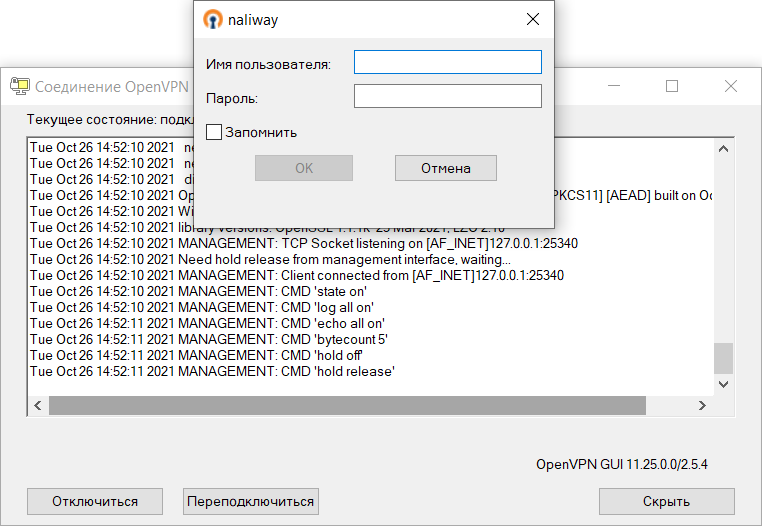 naliway
Имя пользователя:
Пароль:
Запомнить
OK
Отмена
Соединение OpenVPN
Текущее состояние:
Tue Oct 26 14:52:10 2021
Tue Oct 26 14:52:10 2021
Tue Oct 26 14:52:10 2021
Tue Oct 26 14:52:10 2021 PKCS11] [AEAD] built on
Tue Oct 26 14:52:10 2021
Tue Oct 26 14:52:10 2021 library versions: OpenSSL 1.1.1k 25 Mar 2021, LZO 2.10
Tue Oct 26 14:52:10 2021 MANAGEMENT: TCP Socket listening on [AF_INET]127.0.0.1:25340
Tue Oct 26 14:52:10 2021 Need hold release from management interface, waiting...
Tue Oct 26 14:52:10 2021 MANAGEMENT: Client connected from [AF_INET]127.0.0.1:25340
Tue Oct 26 14:52:10 2021 MANAGEMENT: CMD 'state on'
Tue Oct 26 14:52:10 2021 MANAGEMENT: CMD 'log all on'
Tue Oct 26 14:52:11 2021 MANAGEMENT: CMD 'echo all on'
Tue Oct 26 14:52:11 2021 MANAGEMENT: CMD 'bytecount 5'
Tue Oct 26 14:52:11 2021 MANAGEMENT: CMD 'hold off'
Tue Oct 26 14:52:11 2021 MANAGEMENT: CMD 'hold release'
OpenVPN GUI 11.25.0.0/2.5.4
Отключиться
Переподключиться
Скрыть